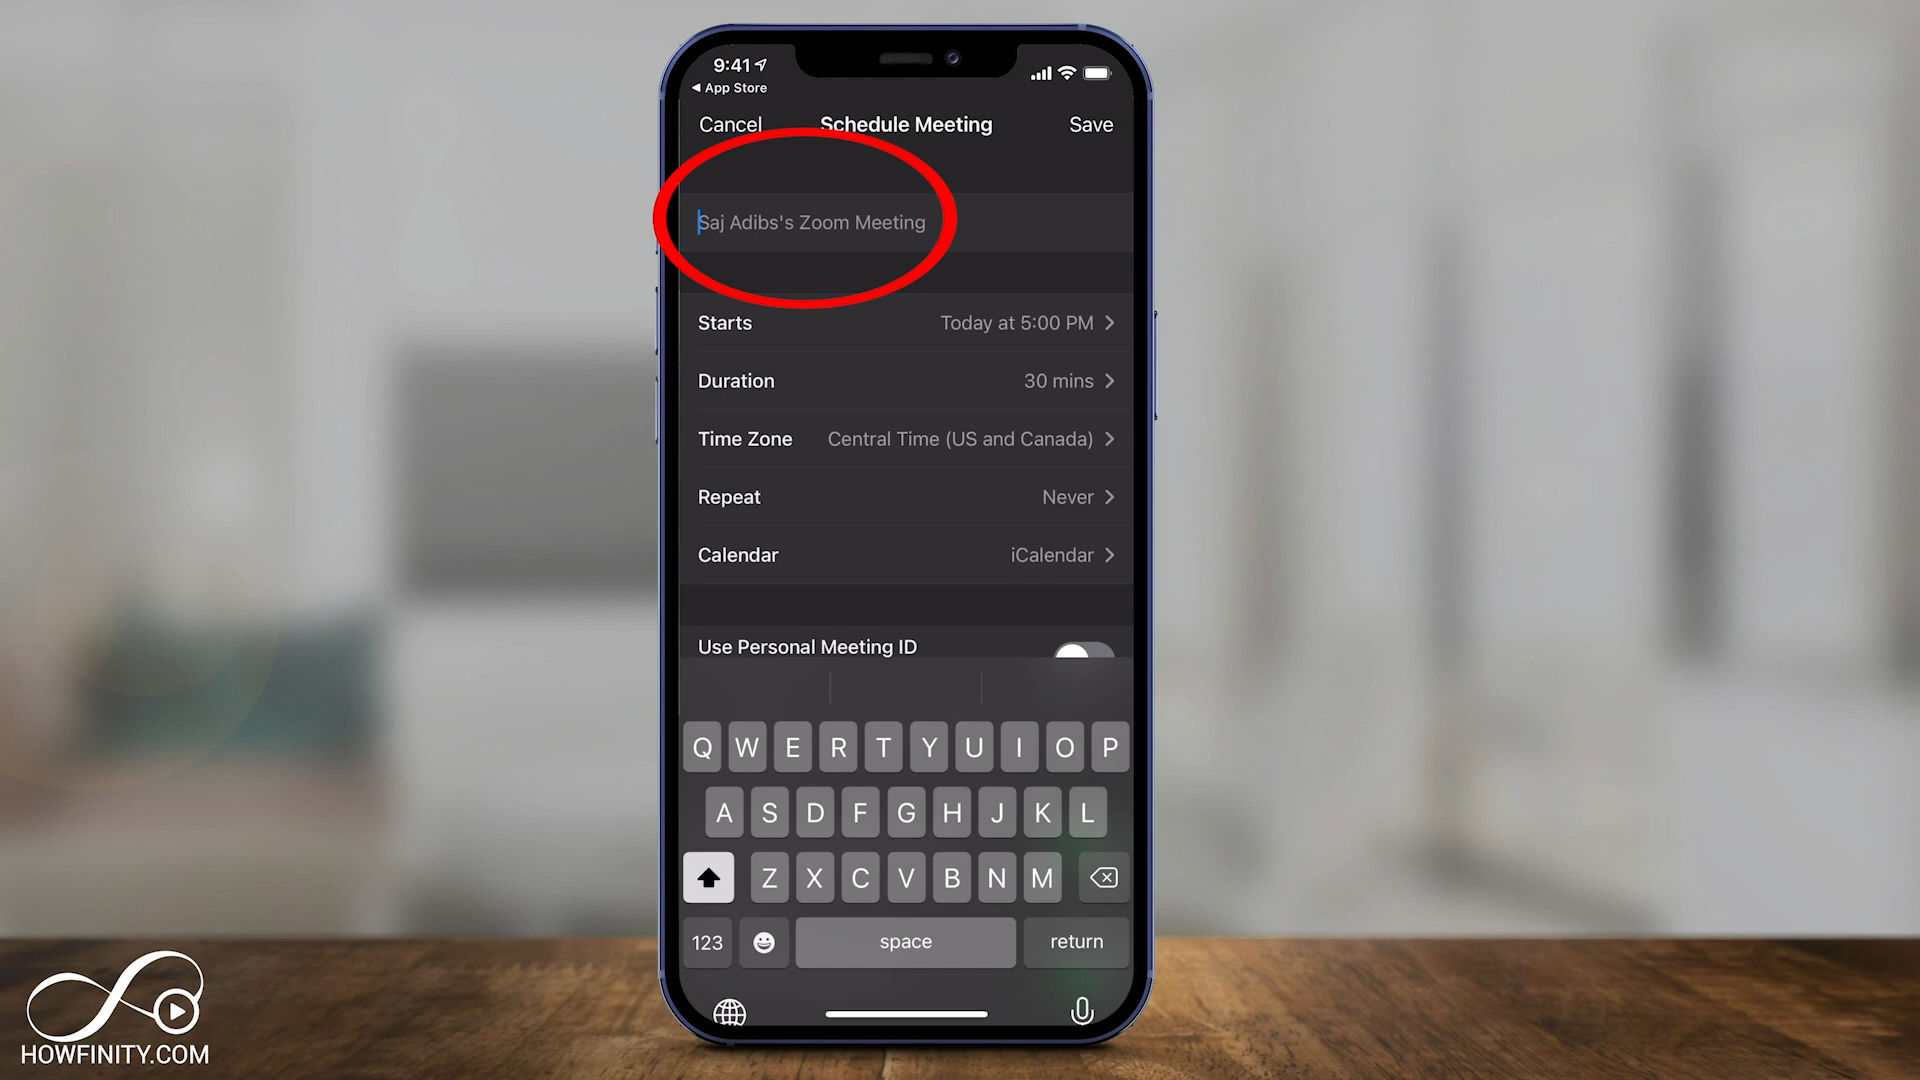 9:41
◀ App Store
Cancel Schedule Meeting Save
Saj Adibs's Zoom Meeting
Starts Today at 5:00 PM
Duration 30 mins
Time Zone Central Time (US and Canada)
Repeat Never
Calendar iCalendar
Use Personal Meeting ID
Q W E R T Y U I O P
A S D F G H J K L
Z X C V B N M
123 space return
HOWFINITY.COM